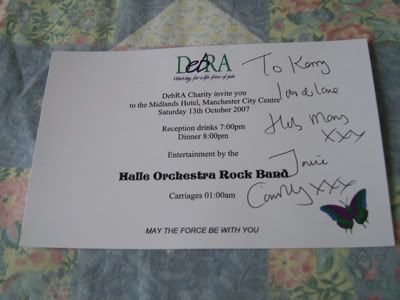 DebRA
Working for a life free of pain
DebRA Charity invite you
to the Midlands Hotel, Manchester City Centre
Saturday 13th October 2007
Reception drinks 7:00pm
Dinner 8:00pm
Entertainment by the
Halle Orchestra Rock Band
Carriages 01:00am
MAY THE FORCE BE WITH YOU
To Kerry
Lots of love
xxx
xxx